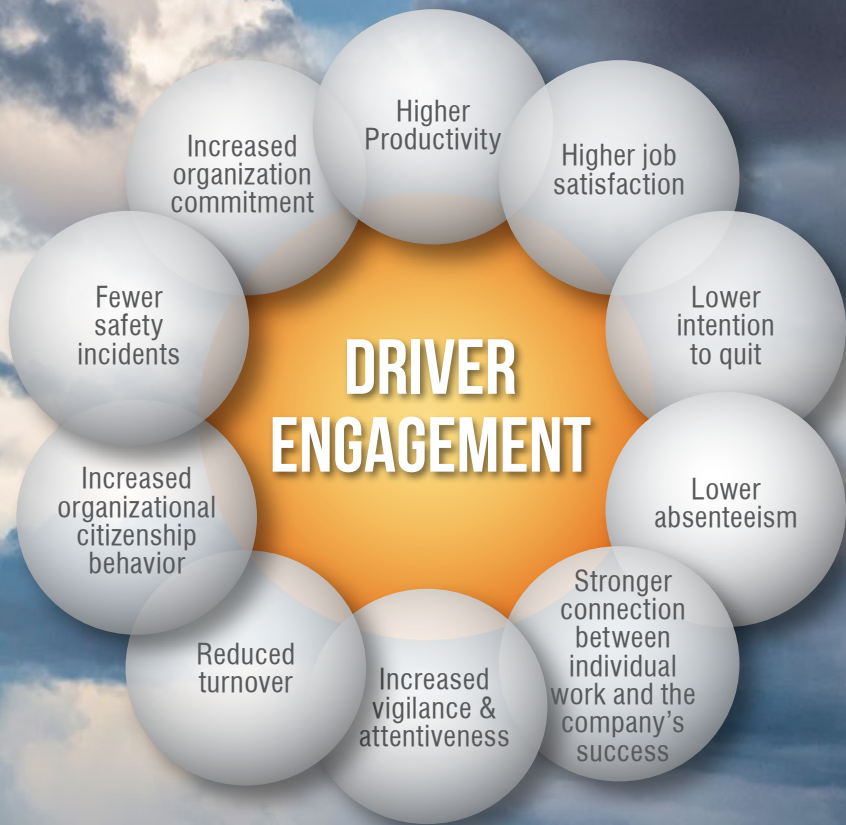 DRIVER
ENGAGEMENT
Higher
Productivity
Higher job
satisfaction
Lower
intention
to quit
Lower
absenteeism
Stronger
connection
between
individual
work and the
company’s
success
Increased
vigilance &
attentiveness
Reduced
turnover
Increased
organizational
citizenship
behavior
Fewer
safety
incidents
Increased
organization
commitment